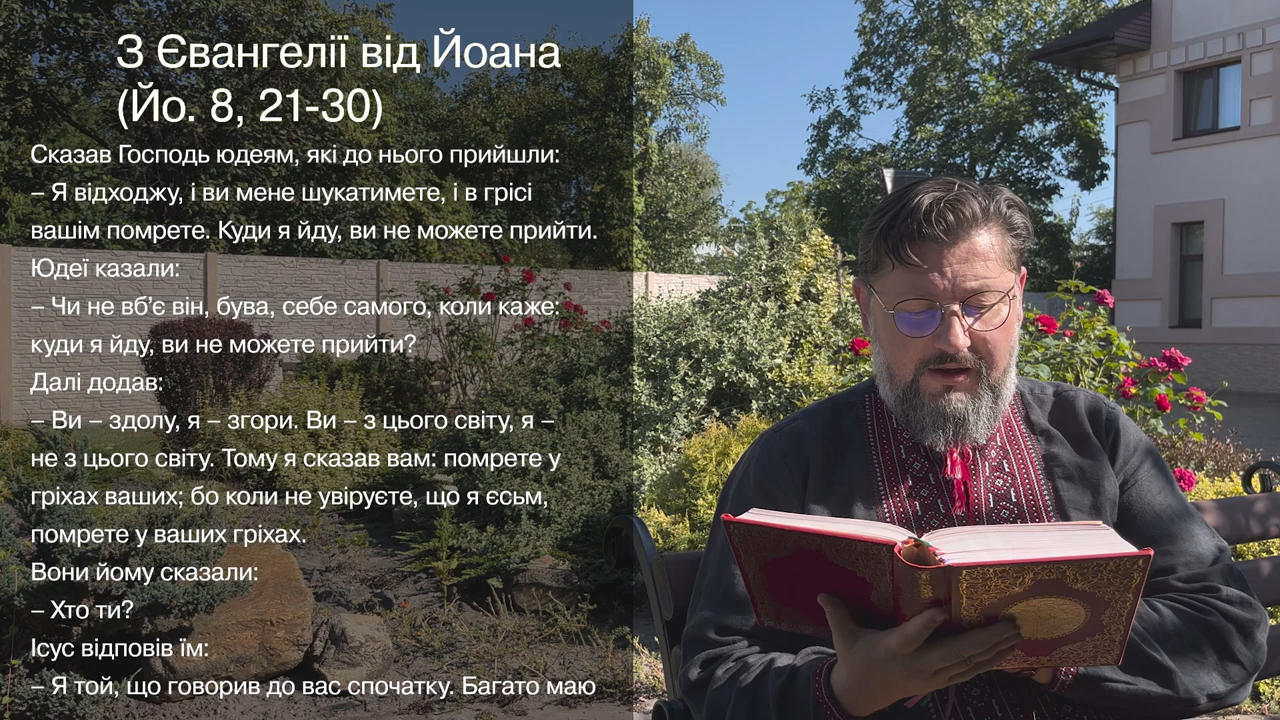 З Євангелії від Йоана
(Йо. 8, 21-30)
Сказав Господь юдеям, які до нього прийшли:
– Я відходжу, і ви мене шукатимете, і в грісі
вашім помрете. Куди я йду, ви не можете прийти.
Юдеї казали:
– Чи не вб’є він, бува, себе самого, коли каже:
куди я йду, ви не можете прийти?
Далі додав:
– Ви – здолу, я – згори. Ви – з цього світу, я –
не з цього світу. Тому я сказав вам: помрете у
гріхах ваших; бо коли не увіруєте, що я єсьм,
помрете у ваших гріхах.
Вони йому сказали:
– Хто ти?
Ісус відповів їм:
– Я той, що говорив до вас спочатку. Багато маю